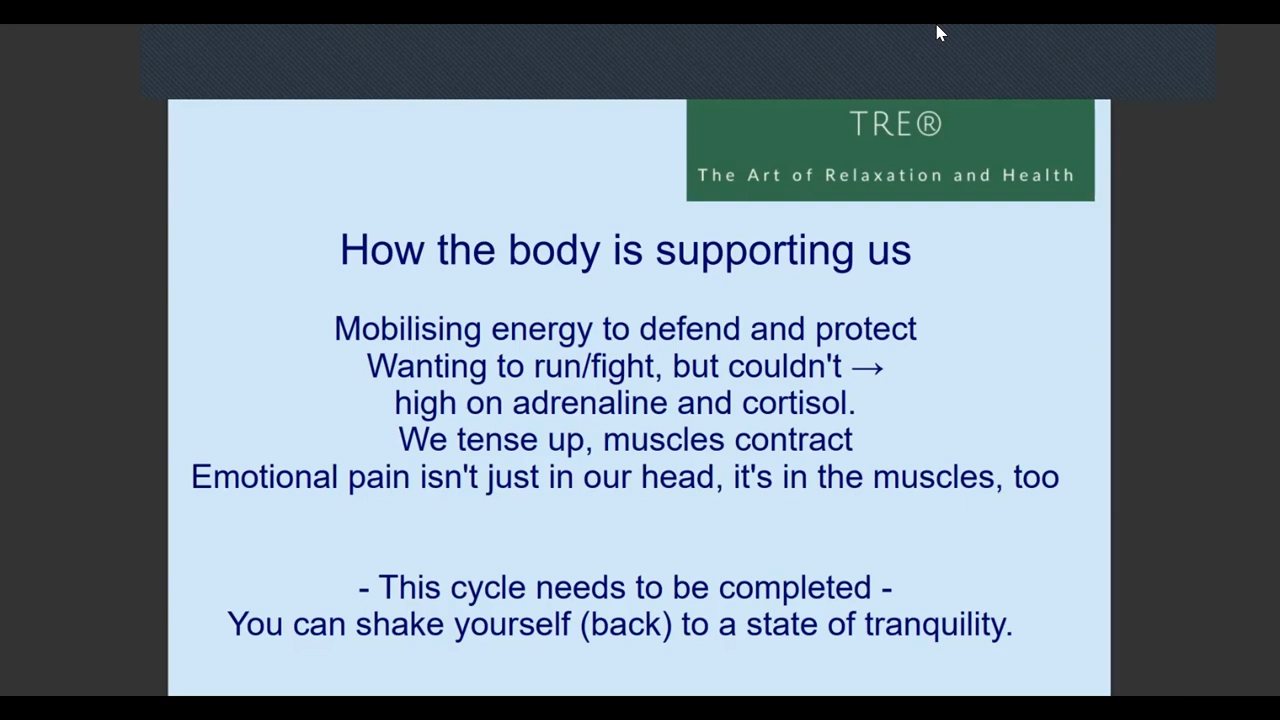 TRE®
The Art of Relaxation and Health
How the body is supporting us
Mobilising energy to defend and protect
Wanting to run/fight, but couldn't →
high on adrenaline and cortisol.
We tense up, muscles contract
Emotional pain isn't just in our head, it's in the muscles, too
- This cycle needs to be completed -
You can shake yourself (back) to a state of tranquility.